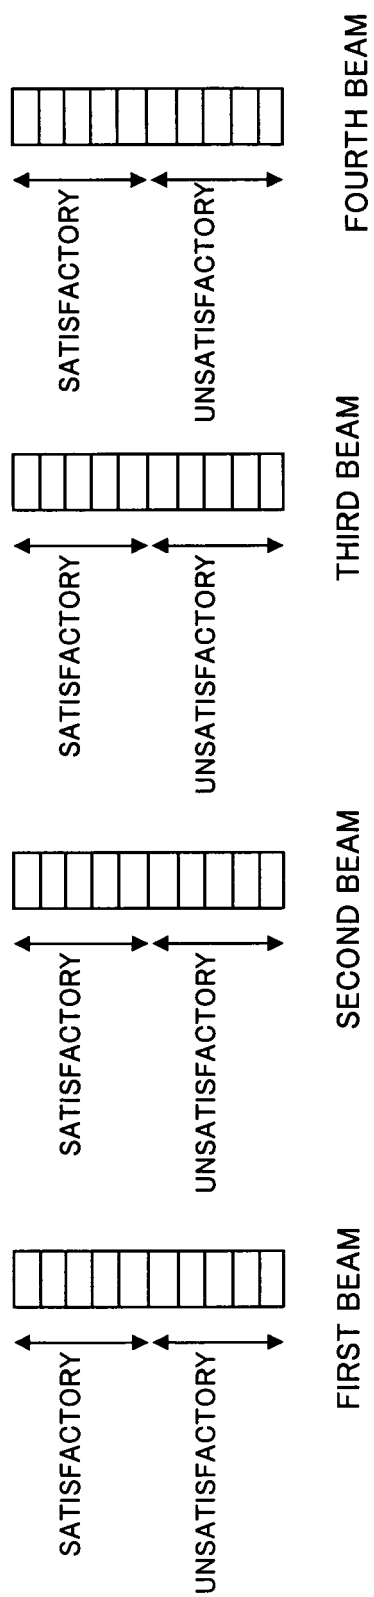 SATISFACTORY
UNSATISFACTORY
FIRST BEAM
SATISFACTORY
UNSATISFACTORY
SECOND BEAM
SATISFACTORY
UNSATISFACTORY
THIRD BEAM
SATISFACTORY
UNSATISFACTORY
FOURTH BEAM